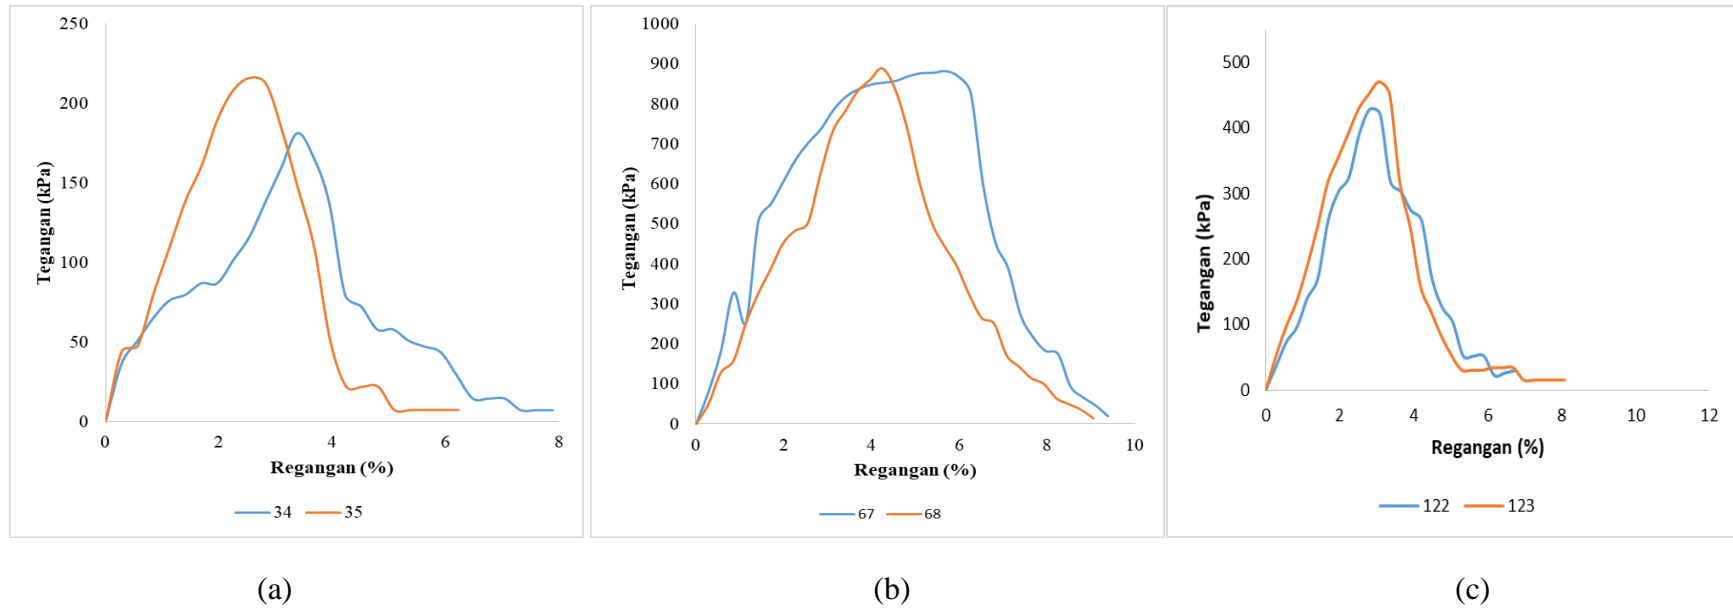 250
200
150
100
50
0
Tegangan (kPa)
0 2 4 6 8
Regangan (%)
34 35
1000
900
800
700
600
500
400
300
200
100
0
Tegangan (kPa)
0 2 4 6 8 10
Regangan (%)
67 68
500
400
300
200
100
0
Tegangan (kPa)
0 2 4 6 8 10 12
Regangan (%)
122 123
(a) (b) (c)